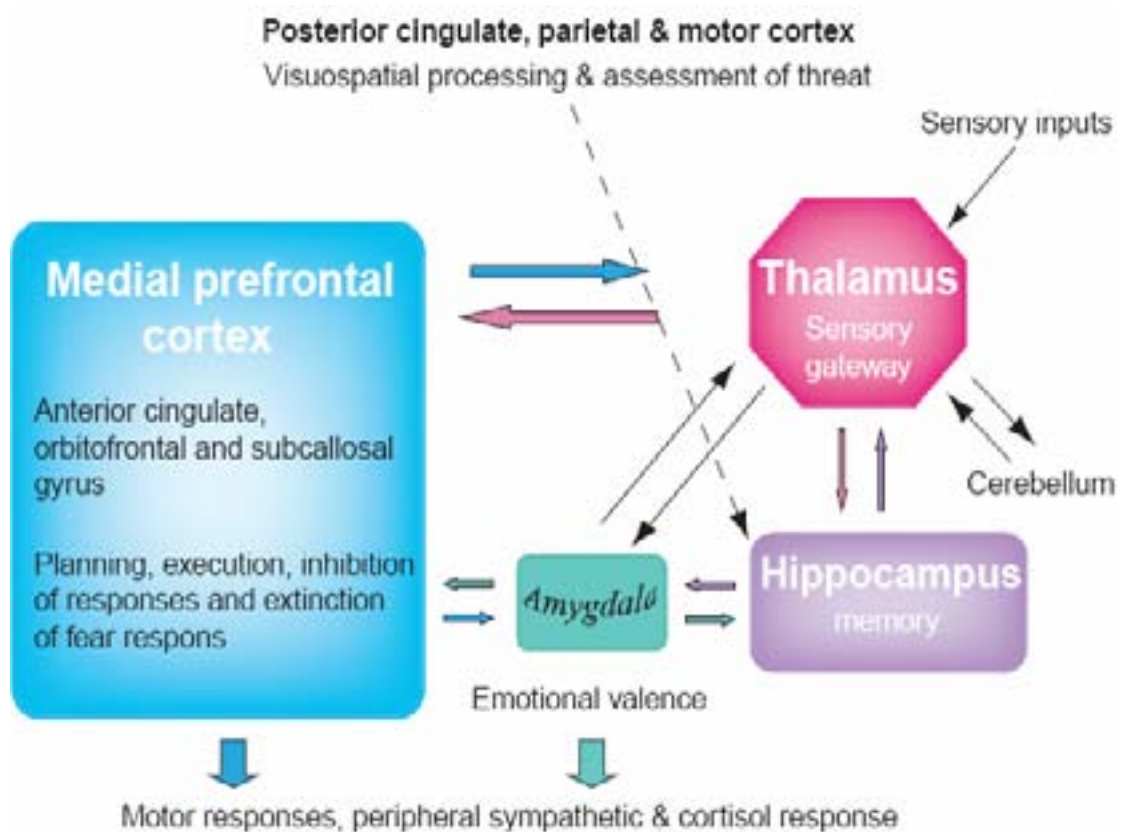 Posterior cingulate, parietal & motor cortex
Visuospatial processing & assessment of threat
Sensory inputs
Medial prefrontal
cortex
Anterior cingulate,
orbitofrontal and subcallosal
gyrus
Planning, execution, inhibition
of responses and extinction
of fear respons
Thalamus
Sensory
gateway
Cerebellum
Amygdala
Emotional valence
Hippocampus
memory
Motor responses, peripheral sympathetic & cortisol response